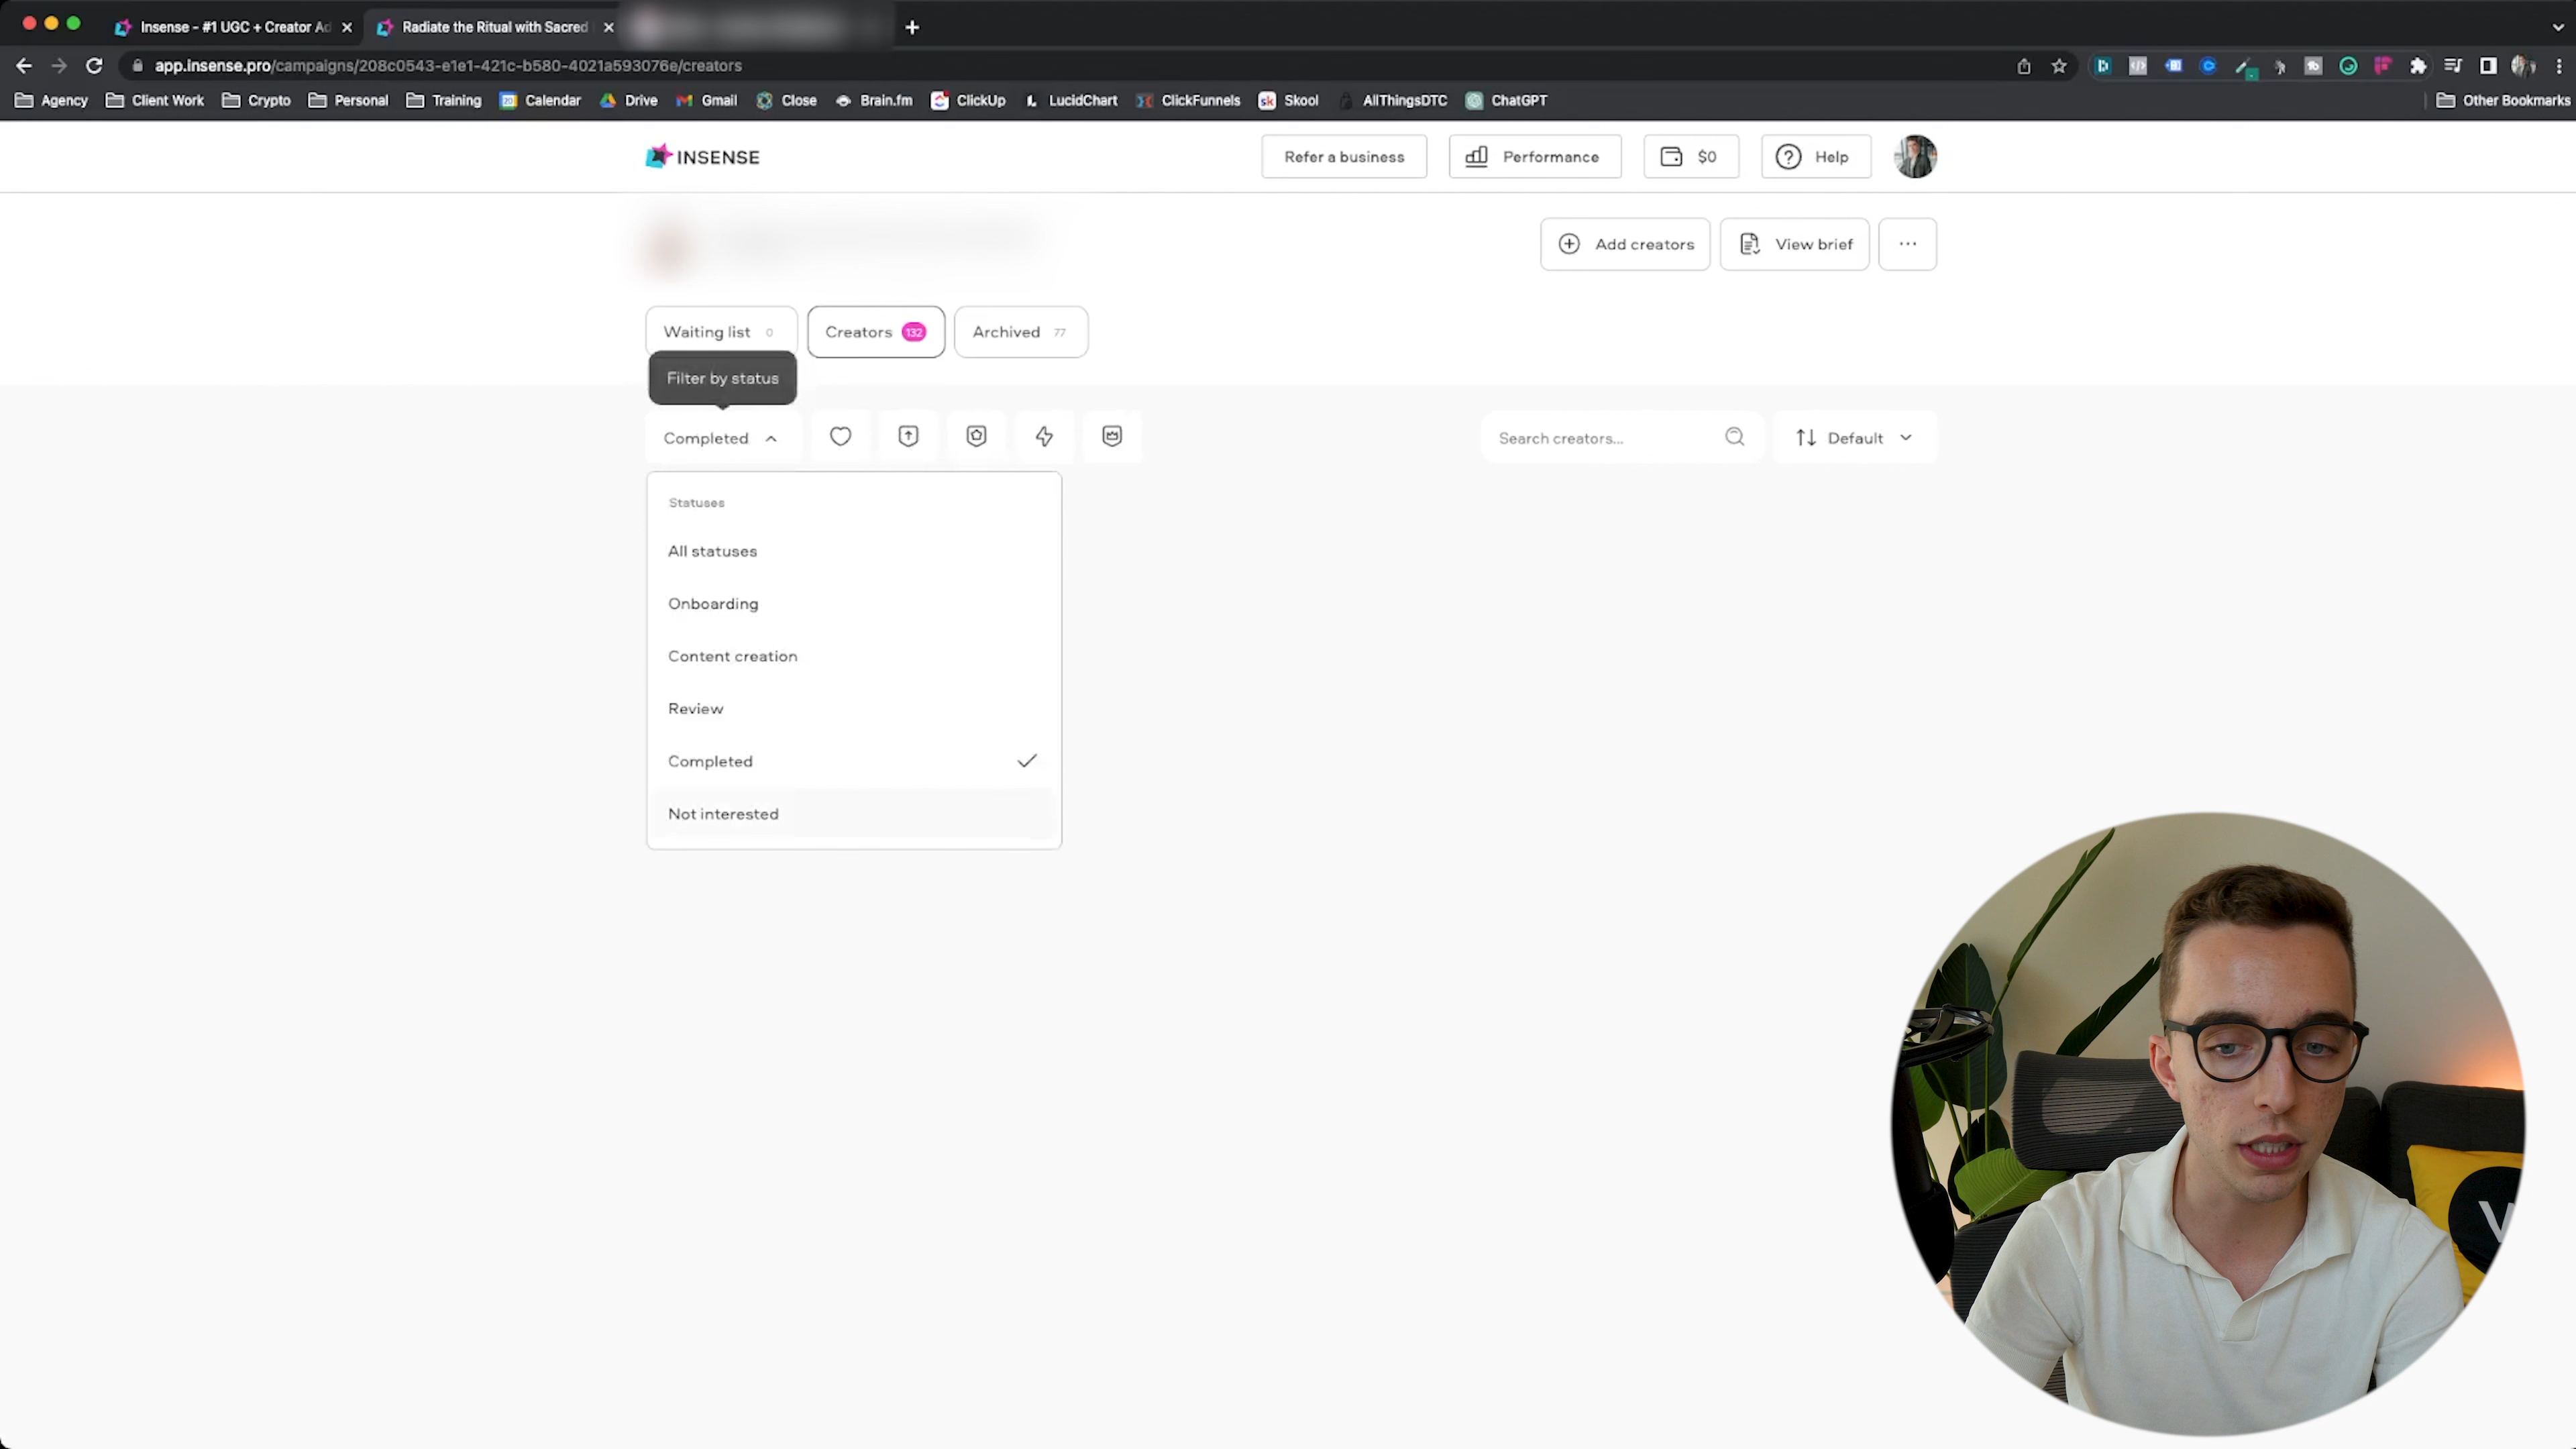 Insense - #1 UGC + Creator Ad
Radiate the Ritual with Sacred
app.insense.pro/campaigns/208c0543-e1e1-421c-b580-4021a593076e/creators
Agency Client Work Crypto Personal Training Calendar Drive Gmail Close Brain.fm ClickUp LucidChart ClickFunnels Skool AllThingsDTC ChatGPT Other Bookmarks
INSENSE
Refer a business Performance $0 Help
Add creators View brief
Waiting list 0 Creators 132 Archived 77
Filter by status
Completed
Search creators... Default
Statuses
All statuses
Onboarding
Content creation
Review
Completed
Not interested